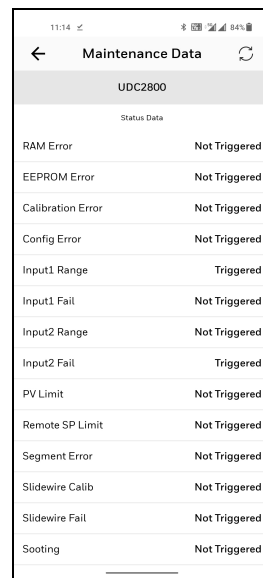 11:14 84%
Maintenance Data
UDC2800
Status Data
RAM Error Not Triggered
EEPROM Error Not Triggered
Calibration Error Not Triggered
Config Error Not Triggered
Input1 Range Triggered
Input1 Fail Not Triggered
Input2 Range Not Triggered
Input2 Fail Triggered
PV Limit Not Triggered
Remote SP Limit Not Triggered
Segment Error Not Triggered
Slidewire Calib Not Triggered
Slidewire Fail Not Triggered
Sooting Not Triggered